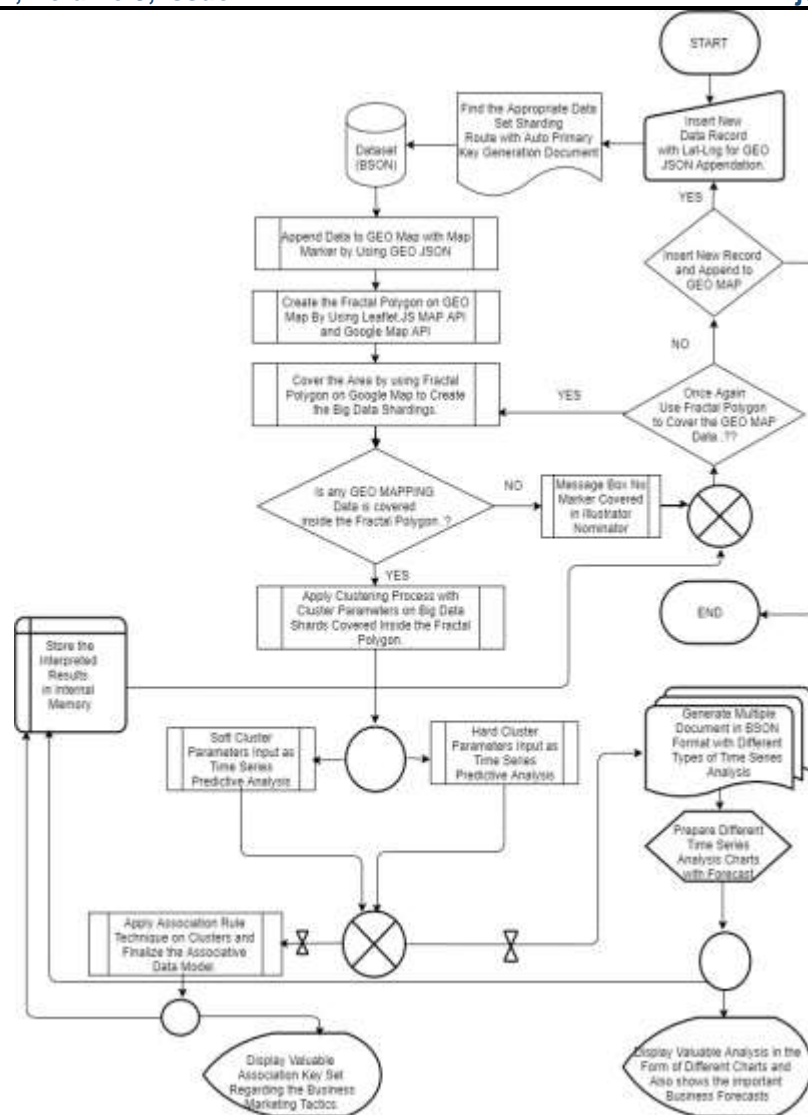 START
Insert New
Data Record
with Lat-Lng for GEO
JSON Appendation.
Find the Appropriate Data
Set Sharding
Route with Auto Primary
Key Generation Document
Dataset
(BSON)
Append Data to GEO Map with Map
Marker by Using GEO JSON
Create the Fractal Polygon on GEO
Map By Using Leaflet.JS MAP API
and Google Map API
Cover the Area by using Fractal
Polygon on Google Map to Create
the Big Data Shardings.
YES
Insert New Record
and Append to
GEO MAP
NO
YES
Once Again
Use Fractal Polygon
to Cover the GEO MAP
Data .??
Is any GEO MAPPING
Data is covered
inside the Fractal Polygon.?
NO
Message Box No
Marker Covered
in Illustrator
Nominator
YES
Apply Clustering Process with
Cluster Parameters on Big Data
Shards Covered Inside the Fractal
Polygon.
END
Store the
Interpreted
Results
in Internal
Memory
Soft Cluster
Parameters Input as
Time Series
Predictive Analysis
Hard Cluster
Parameters Input as
Time Series
Predictive Analysis
Generate Multiple
Document in BSON
Format with Different
Types of Time Series
Analysis
Prepare Different
Time Series
Analysis Charts
with Forecast
Apply Association Rule
Technique on Clusters and
Finalize the Associative
Data Model
Display Valuable
Association Key Set
Regarding the Business
Marketing Tactics.
Display Valuable Analysis in the
Form of Different Charts and
Also shows the important
Business Forecasts